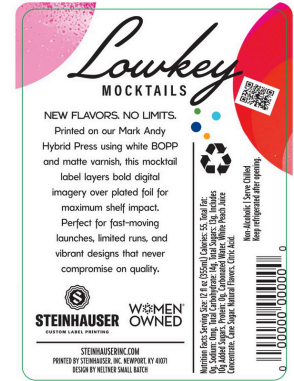 Lowkey
MOCKTAILS
NEW FLAVORS. NO LIMITS.
Printed on our Mark Andy
Hybrid Press using white BOPP
and matte varnish, this mocktail
label layers bold digital
imagery over plated foil for
maximum shelf impact.
Perfect for fast-moving
launches, limited runs, and
vibrant designs that never
compromise on quality.
STEINHAUSER
CUSTOM LABEL PRINTING
WOMEN
OWNED
STEINHAUSERINC.COM
PRINTED BY STEINHAUSER, INC. NEWPORT, KY 41071
DESIGN BY NELTNER SMALL BATCH
Nutrition Facts Serving Size: 12 fl oz (355ml) Calories: 55, Total Fat:
0g, Sodium: 0mg, Total Carbohydrate: 14g, Total Sugars: 13g, Includes
10g Added Sugars, Protein: 0g, Carbonated Water, White Peach Juice
Concentrate, Cane Sugar, Natural Flavors, Citric Acid.
Non-Alcoholic | Serve Chilled
Keep refrigerated after opening.
0 00000 00000 0